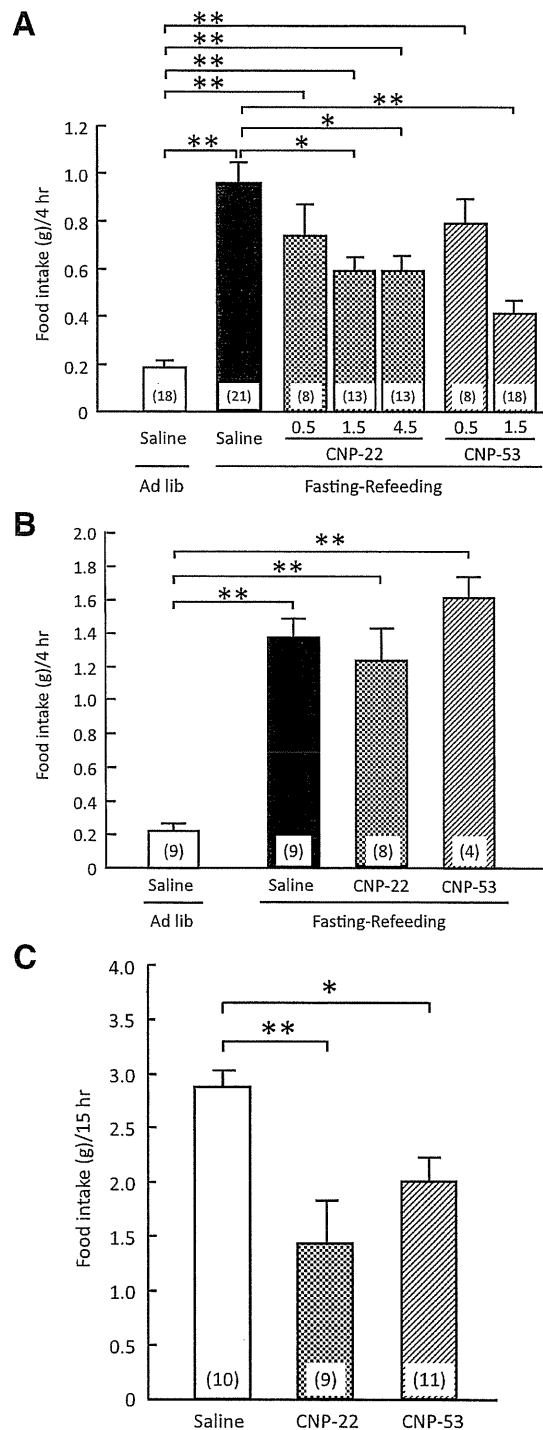 A
**
**
**
**
**
*
** *
1.2
1.0
0.8
0.6
0.4
0.2
0
Food intake (g)/4 hr
(18) (21) (8) (13) (13) (8) (18)
0.5 1.5 4.5 0.5 1.5
Saline Saline CNP-22 CNP-53
Ad lib Fasting-Refeeding
B
**
**
**
2.0
1.8
1.6
1.4
1.2
1.0
0.8
0.6
0.4
0.2
0
Food intake (g)/4 hr
(9) (9) (8) (4)
Saline Saline CNP-22 CNP-53
Ad lib Fasting-Refeeding
C
*
**
4.0
3.5
3.0
2.5
2.0
1.5
1.0
0.5
0
Food intake (g)/15 hr
(10) (9) (11)
Saline CNP-22 CNP-53